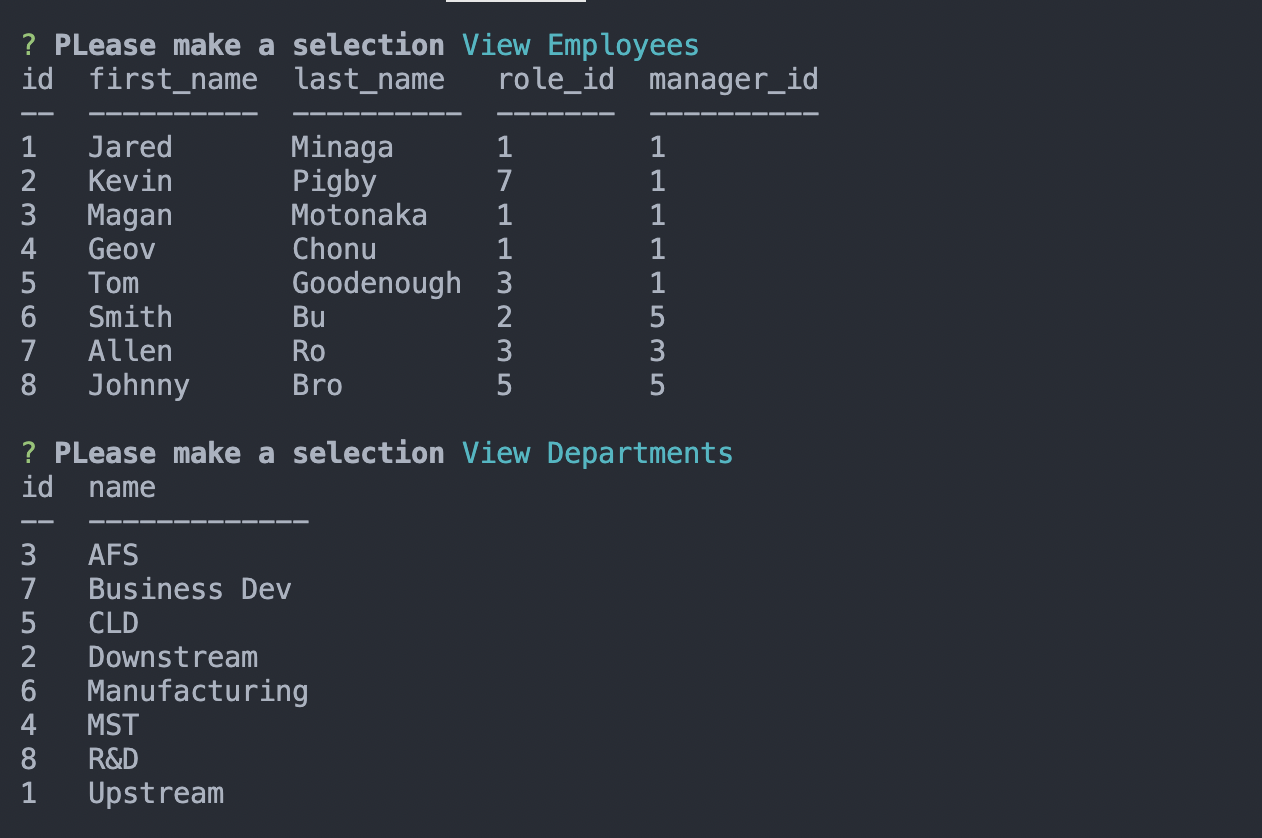 ? PLease make a selection View Employees
id  first_name  last_name   role_id  manager_id
--  ----------  ----------  -------  ----------
1   Jared       Minaga      1        1
2   Kevin       Pigby       7        1
3   Magan       Motonaka    1        1
4   Geov        Chonu       1        1
5   Tom         Goodenough  3        1
6   Smith       Bu          2        5
7   Allen       Ro          3        3
8   Johnny      Bro         5        5
? PLease make a selection View Departments
id  name
--  -------------
3   AFS
7   Business Dev
5   CLD
2   Downstream
6   Manufacturing
4   MST
8   R&D
1   Upstream